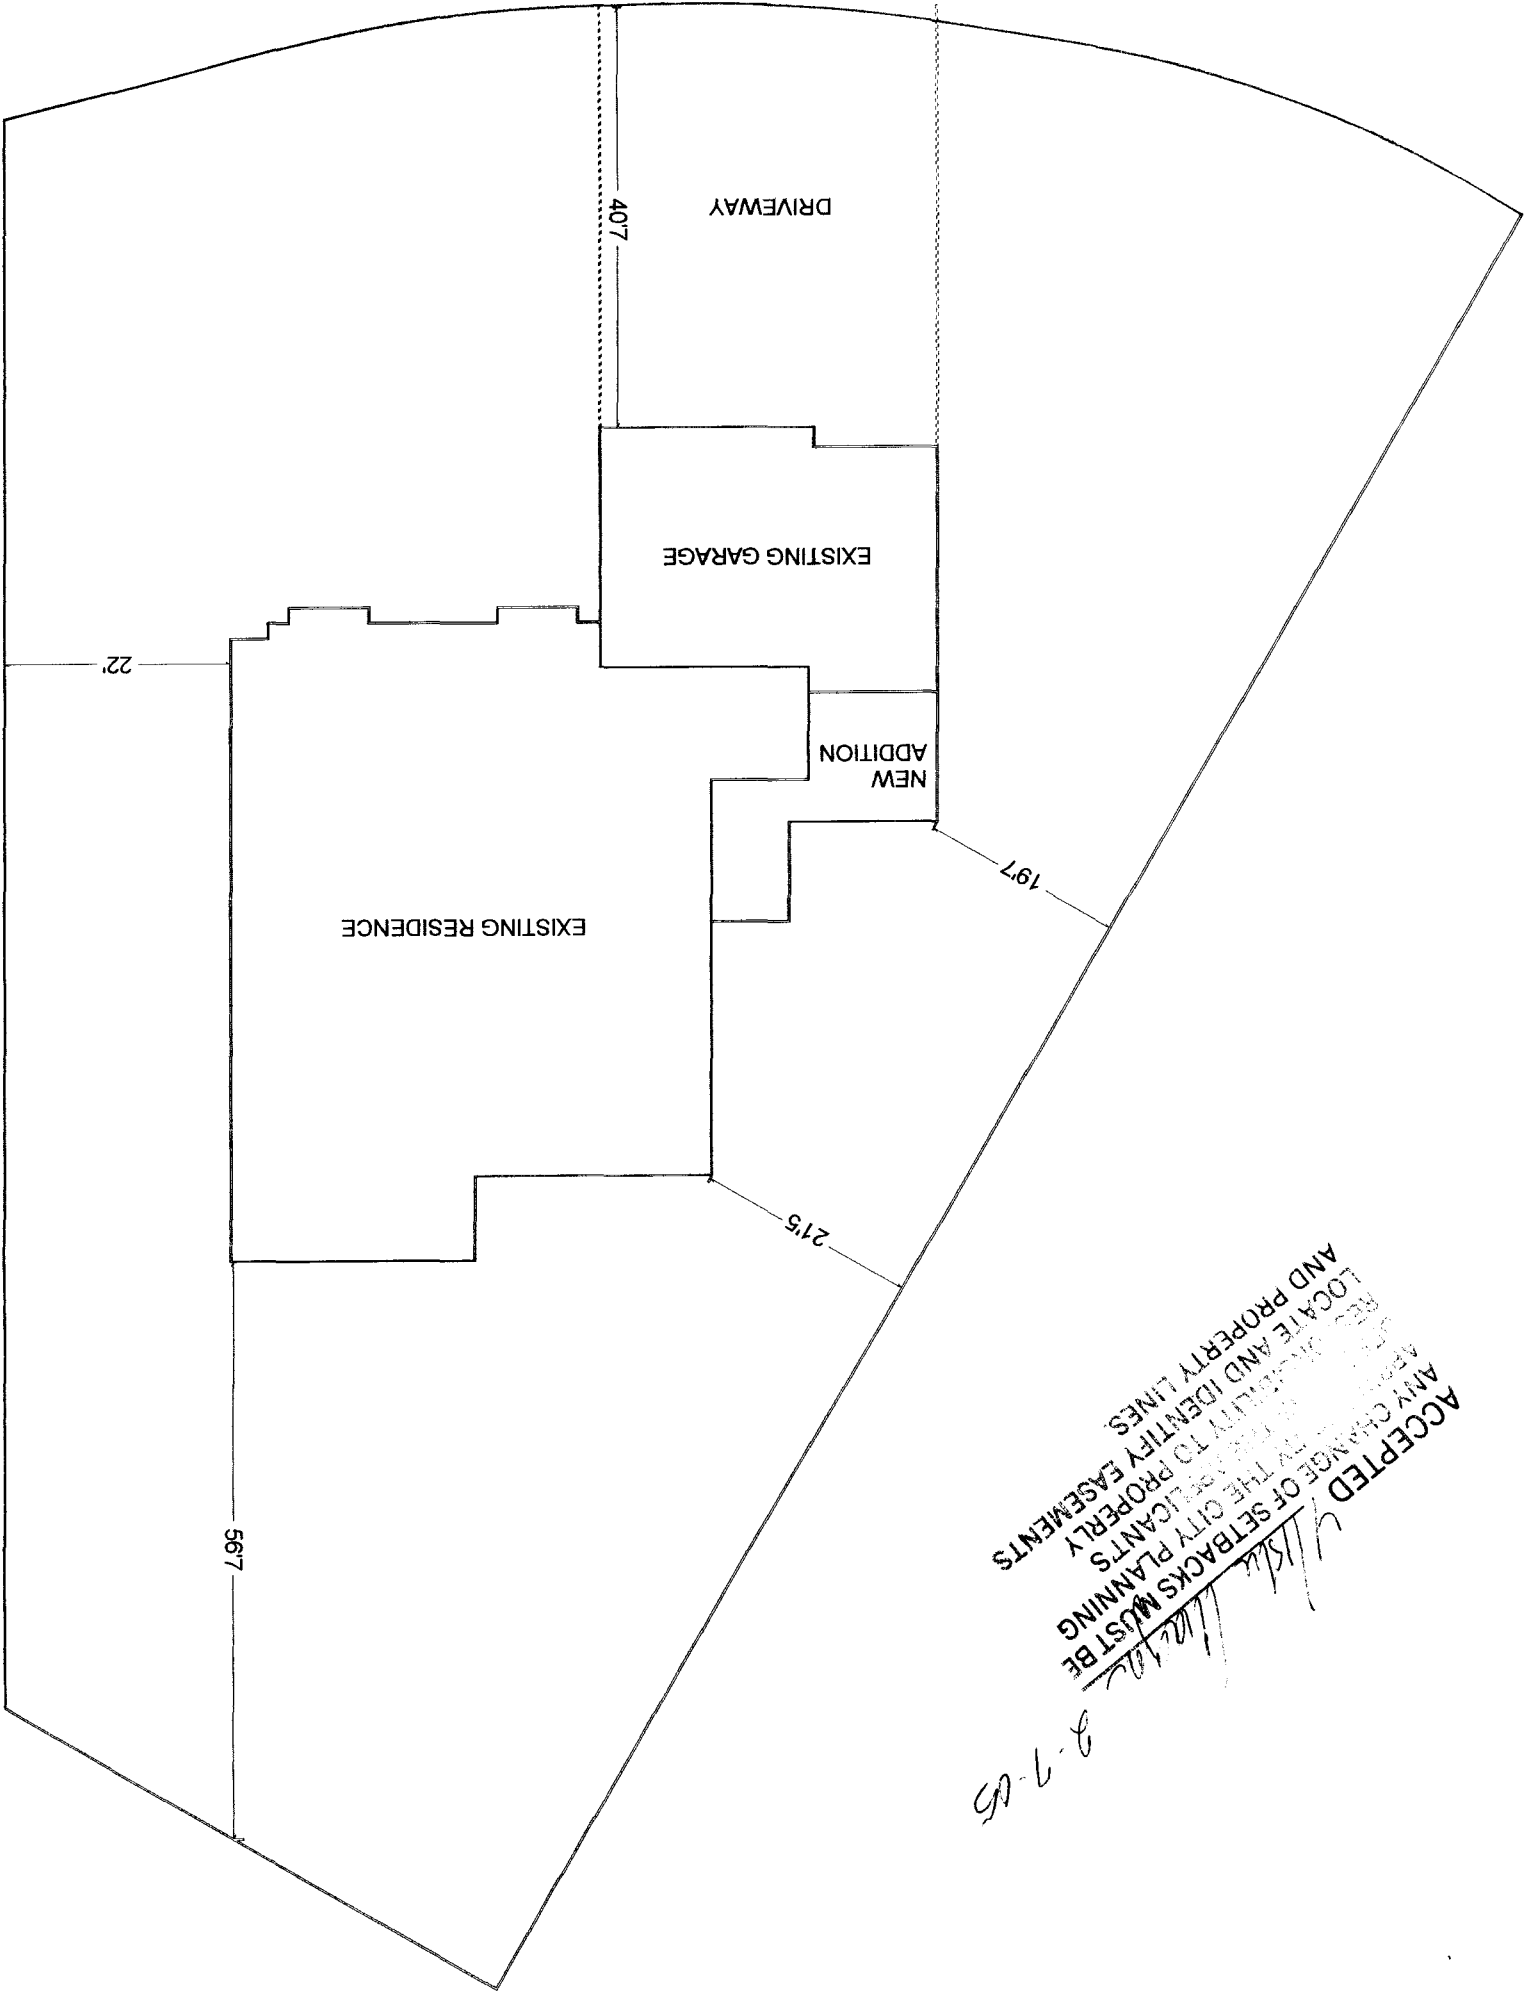 ACCEPTED
ANY CHANGE OF SETBACKS MUST BE
BY THE CITY PLANNING
APPLICANT'S
TO PROPERLY
LOCATE AND IDENTIFY EASEMENTS
AND PROPERTY LINES.
2-7-05
56'7
21'5
EXISTING RESIDENCE
19'7
NEW
ADDITION
22'
EXISTING GARAGE
DRIVEWAY
40'7